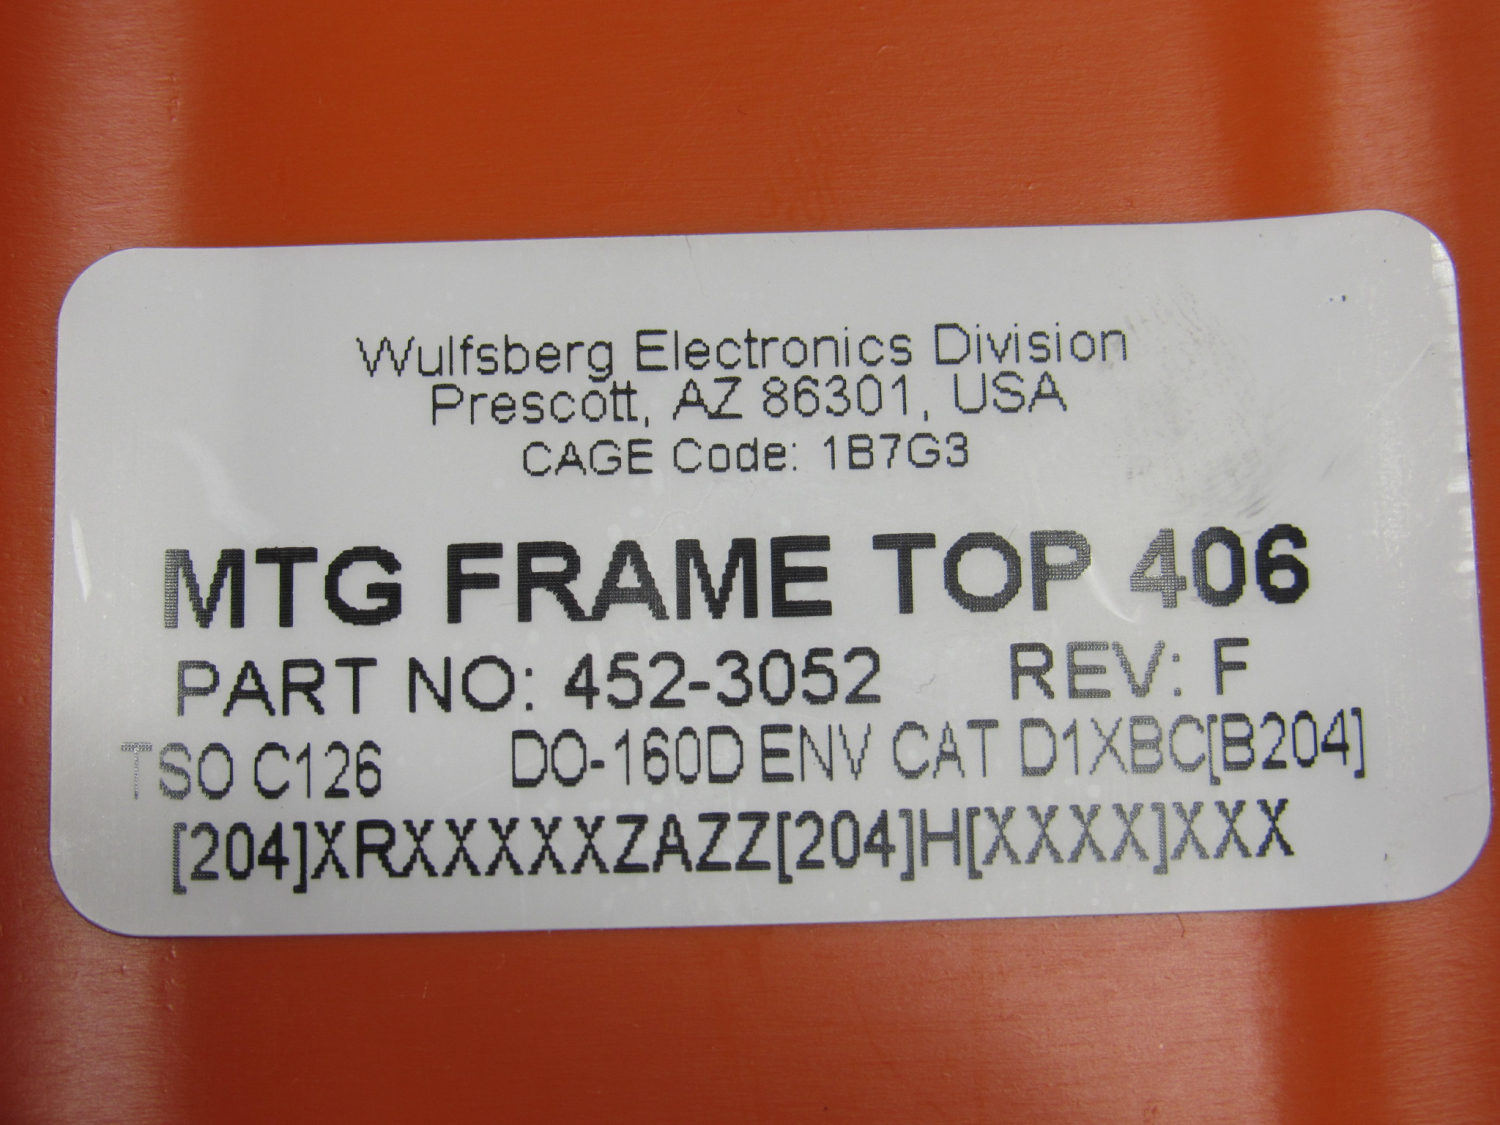 Wulfsberg Electronics Division
Prescott, AZ 86301, USA
CAGE Code: 1B7G3
MTG FRAME TOP 406
PART NO: 452-3052 REV: F
TSO C126 DO-160D ENV CAT D1XBC[B204]
[204]XRXXXXXZAZZ[204]H[XXXX]XXX